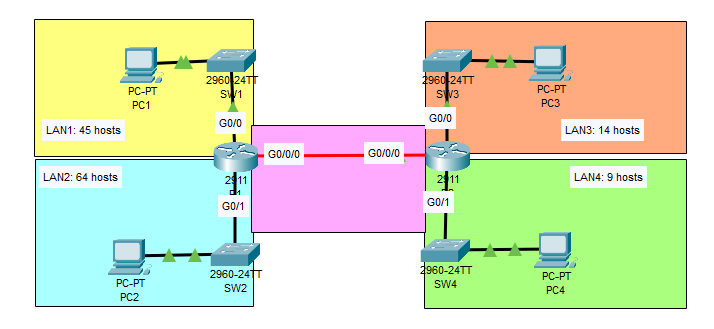 PC-PT
PC1
2960-24TT
SW1
LAN1: 45 hosts
G0/0
2960-24TT
SW3
PC-PT
PC3
LAN3: 14 hosts
G0/0
G0/0/0
G0/0/0
2911
2911
LAN2: 64 hosts
G0/1
PC-PT
PC2
2960-24TT
SW2
LAN4: 9 hosts
G0/1
2960-24TT
SW4
PC-PT
PC4